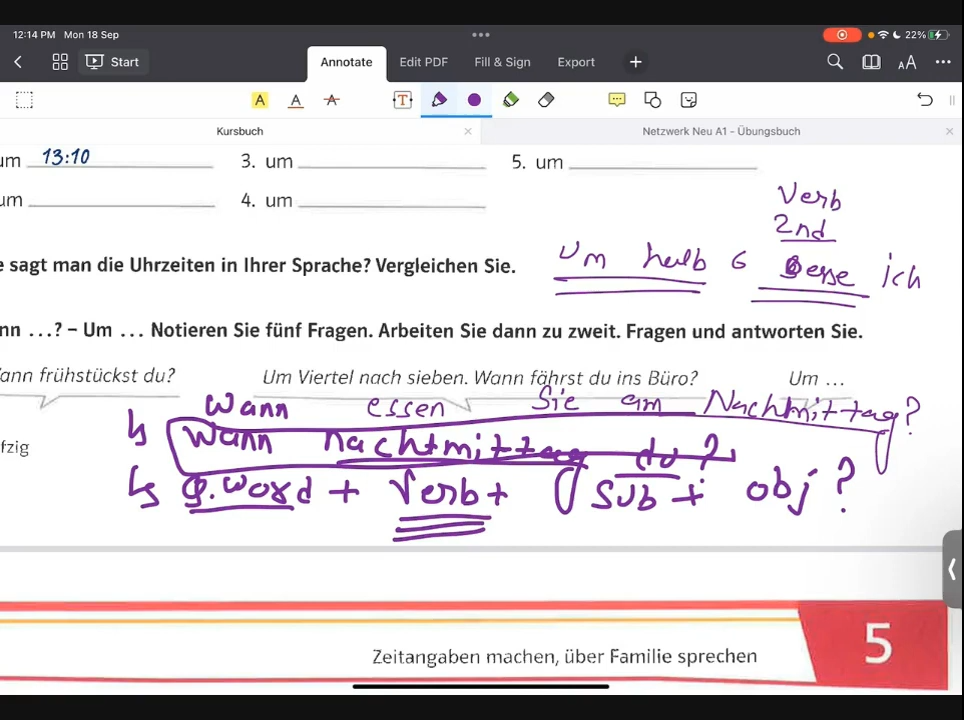 12:14 PM Mon 18 Sep
22%
Start
Annotate
Edit PDF
Fill & Sign
Export
Kursbuch
Netzwerk Neu A1 - Übungsbuch
um 13:10
3. um
5. um
um
4. um
Verb
2nd
e sagt man die Uhrzeiten in Ihrer Sprache? Vergleichen Sie.
Um halb 6 esse ich
nn ...? – Um ... Notieren Sie fünf Fragen. Arbeiten Sie dann zu zweit. Fragen und antworten Sie.
ann frühstückst du?
Um Viertel nach sieben. Wann fährst du ins Büro?
Um ...
Wann essen Sie am Nachmittag?
fzig
Wann nachtmittag du?
Q.word + Verb + sub + obj ?
Zeitangaben machen, über Familie sprechen
5